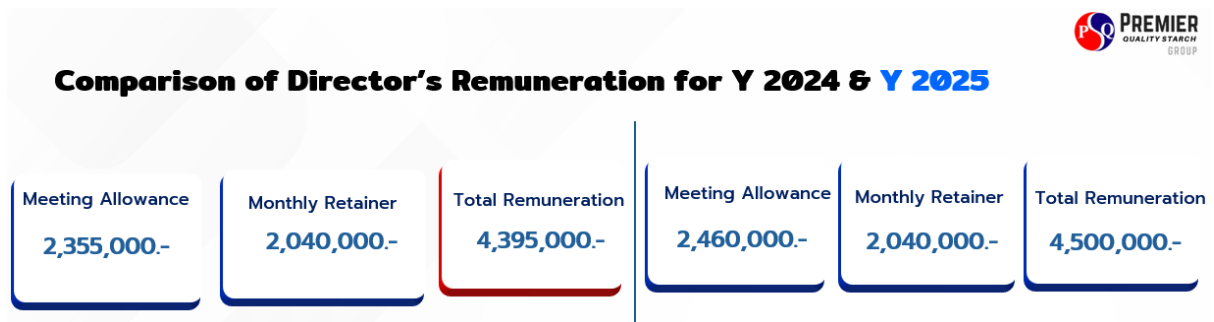 PSQ PREMIER
QUALITY STARCH
GROUP
Comparison of Director's Remuneration for Y 2024 & Y 2025
Meeting Allowance
2,355,000.-
Monthly Retainer
2,040,000.-
Total Remuneration
4,395,000.-
Meeting Allowance
2,460,000.-
Monthly Retainer
2,040,000.-
Total Remuneration
4,500,000.-